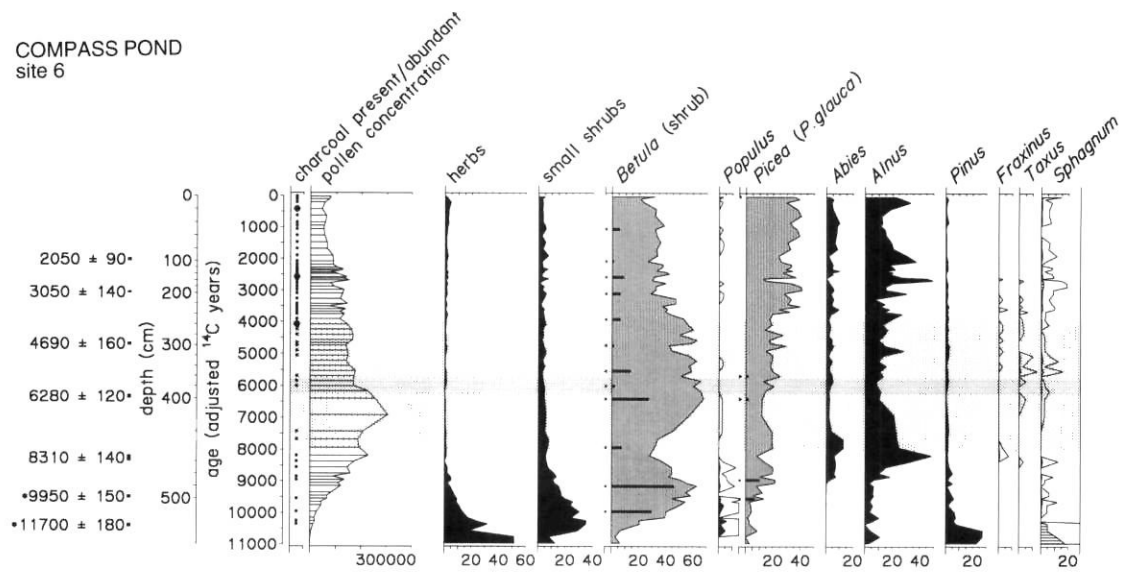 COMPASS POND
site 6
charcoal present/abundant
pollen concentration
herbs
small shrubs
Betula (shrub)
Populus
Picea (P.glauca)
Abies
Alnus
Pinus
Fraxinus
Taxus
Sphagnum
depth (cm)
0
100
200
300
400
500
age (adjusted ¹⁴C years)
0
1000
2000
3000
4000
5000
6000
7000
8000
9000
10000
11000
2050 ± 90
3050 ± 140
4690 ± 160
6280 ± 120
8310 ± 140
•9950 ± 150
•11700 ± 180
300000
20 40
20 40
20 40 60
20
20 40
20
20 40
20
20